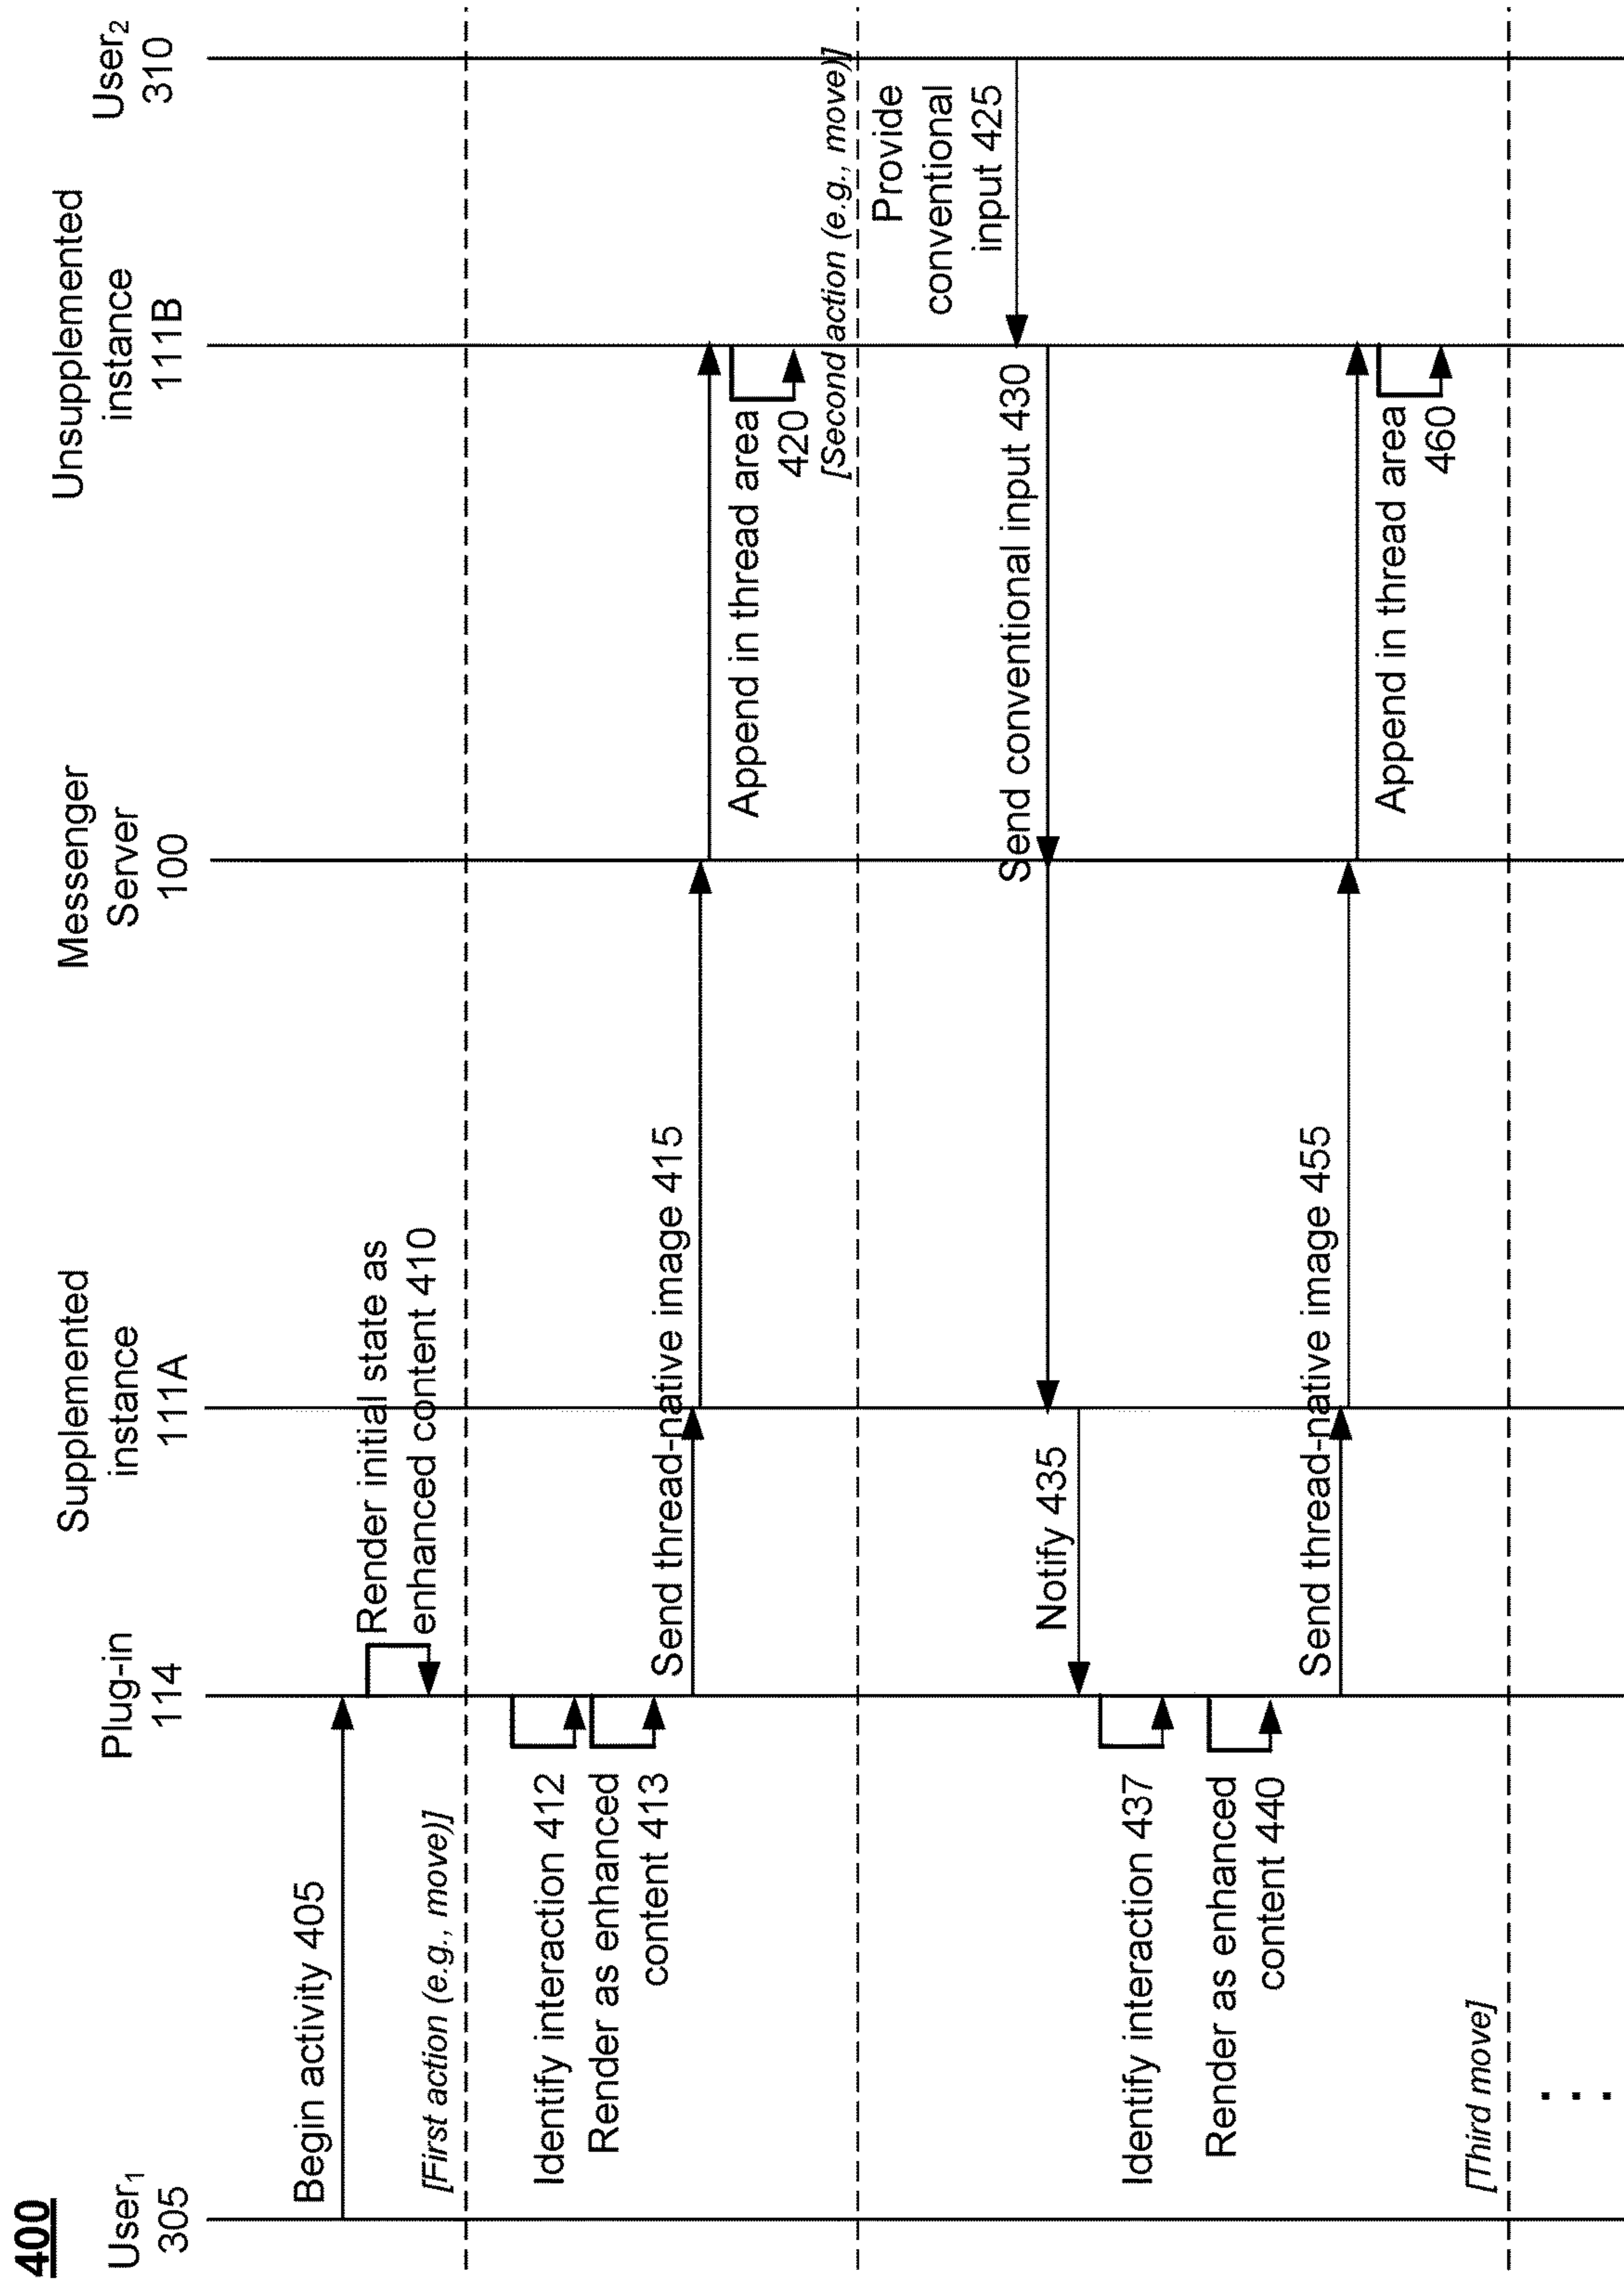 400
User₁
305
Plug-in
114
Supplemented
instance
111A
Messenger
Server
100
Unsupplemented
instance
111B
User₂
310
Begin activity 405
Render initial state as
enhanced content 410
[First action (e.g., move)]
Identify interaction 412
Render as enhanced
content 413
Send thread-native image 415
Append in thread area
420
[Second action (e.g., move)]
Provide
conventional
input 425
Send conventional input 430
Notify 435
Identify interaction 437
Render as enhanced
content 440
Send thread-native image 455
Append in thread area
460
[Third move]
...